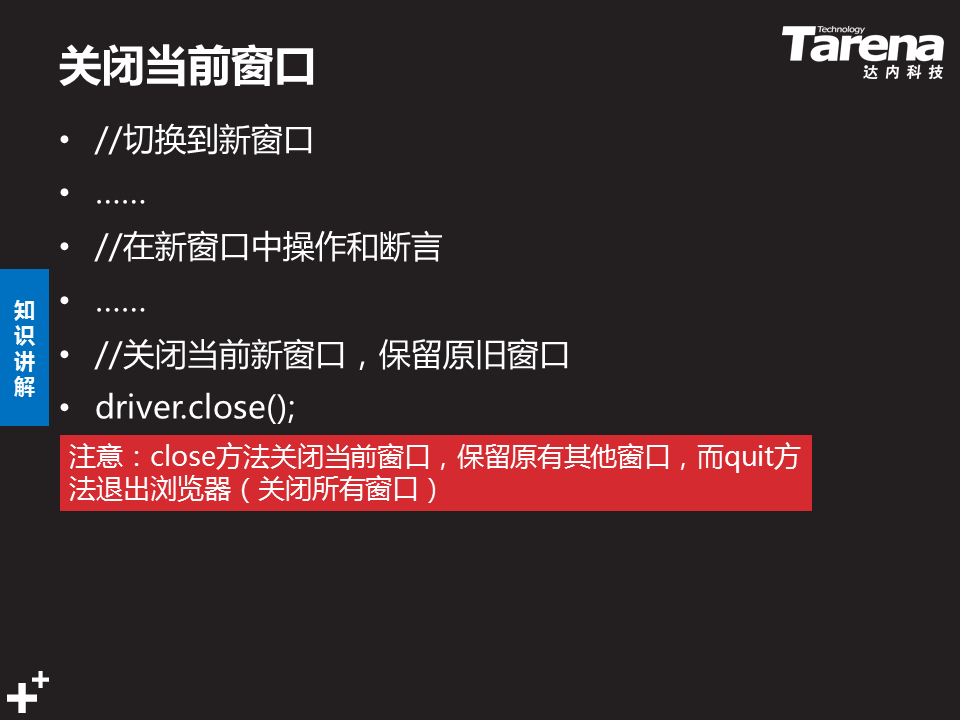 关闭当前窗口
Technology
Tarena
达内科技
• //切换到新窗口
• ……
• //在新窗口中操作和断言
• ……
• //关闭当前新窗口，保留原旧窗口
• driver.close();
知
识
讲
解
注意：close方法关闭当前窗口，保留原有其他窗口，而quit方
法退出浏览器（关闭所有窗口）